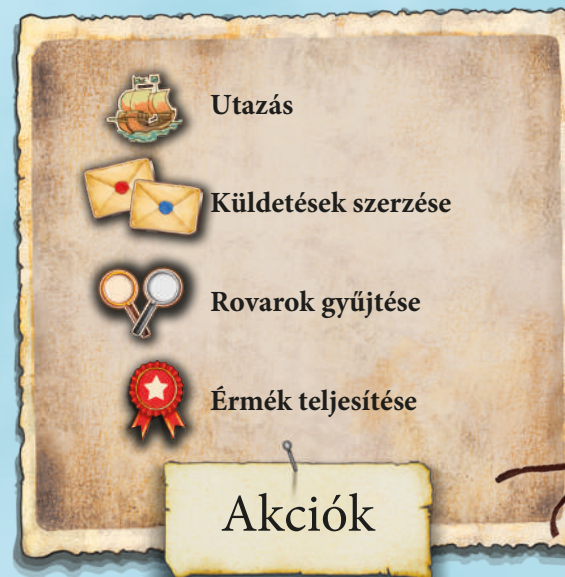 Utazás
Küldetések szerzése
Rovarok gyűjtése
Érmék teljesítése
Akciók